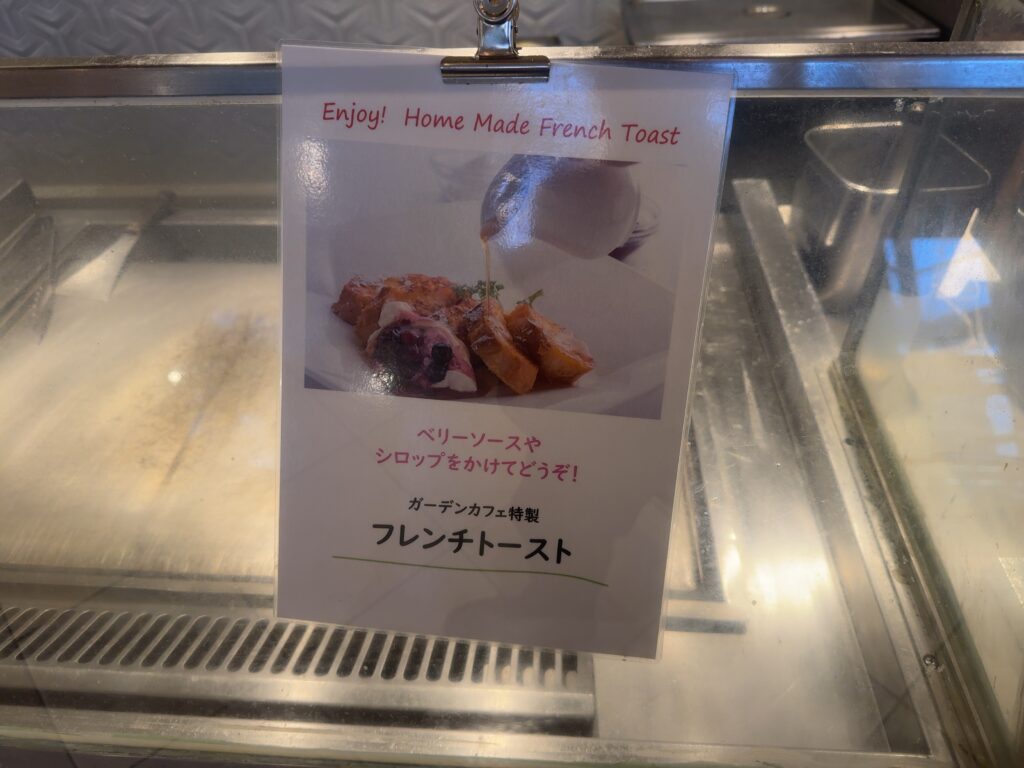 Enjoy! Home Made French Toast
ベリーソースや
シロップをかけてどうぞ!
ガーデンカフェ特製
フレンチトースト